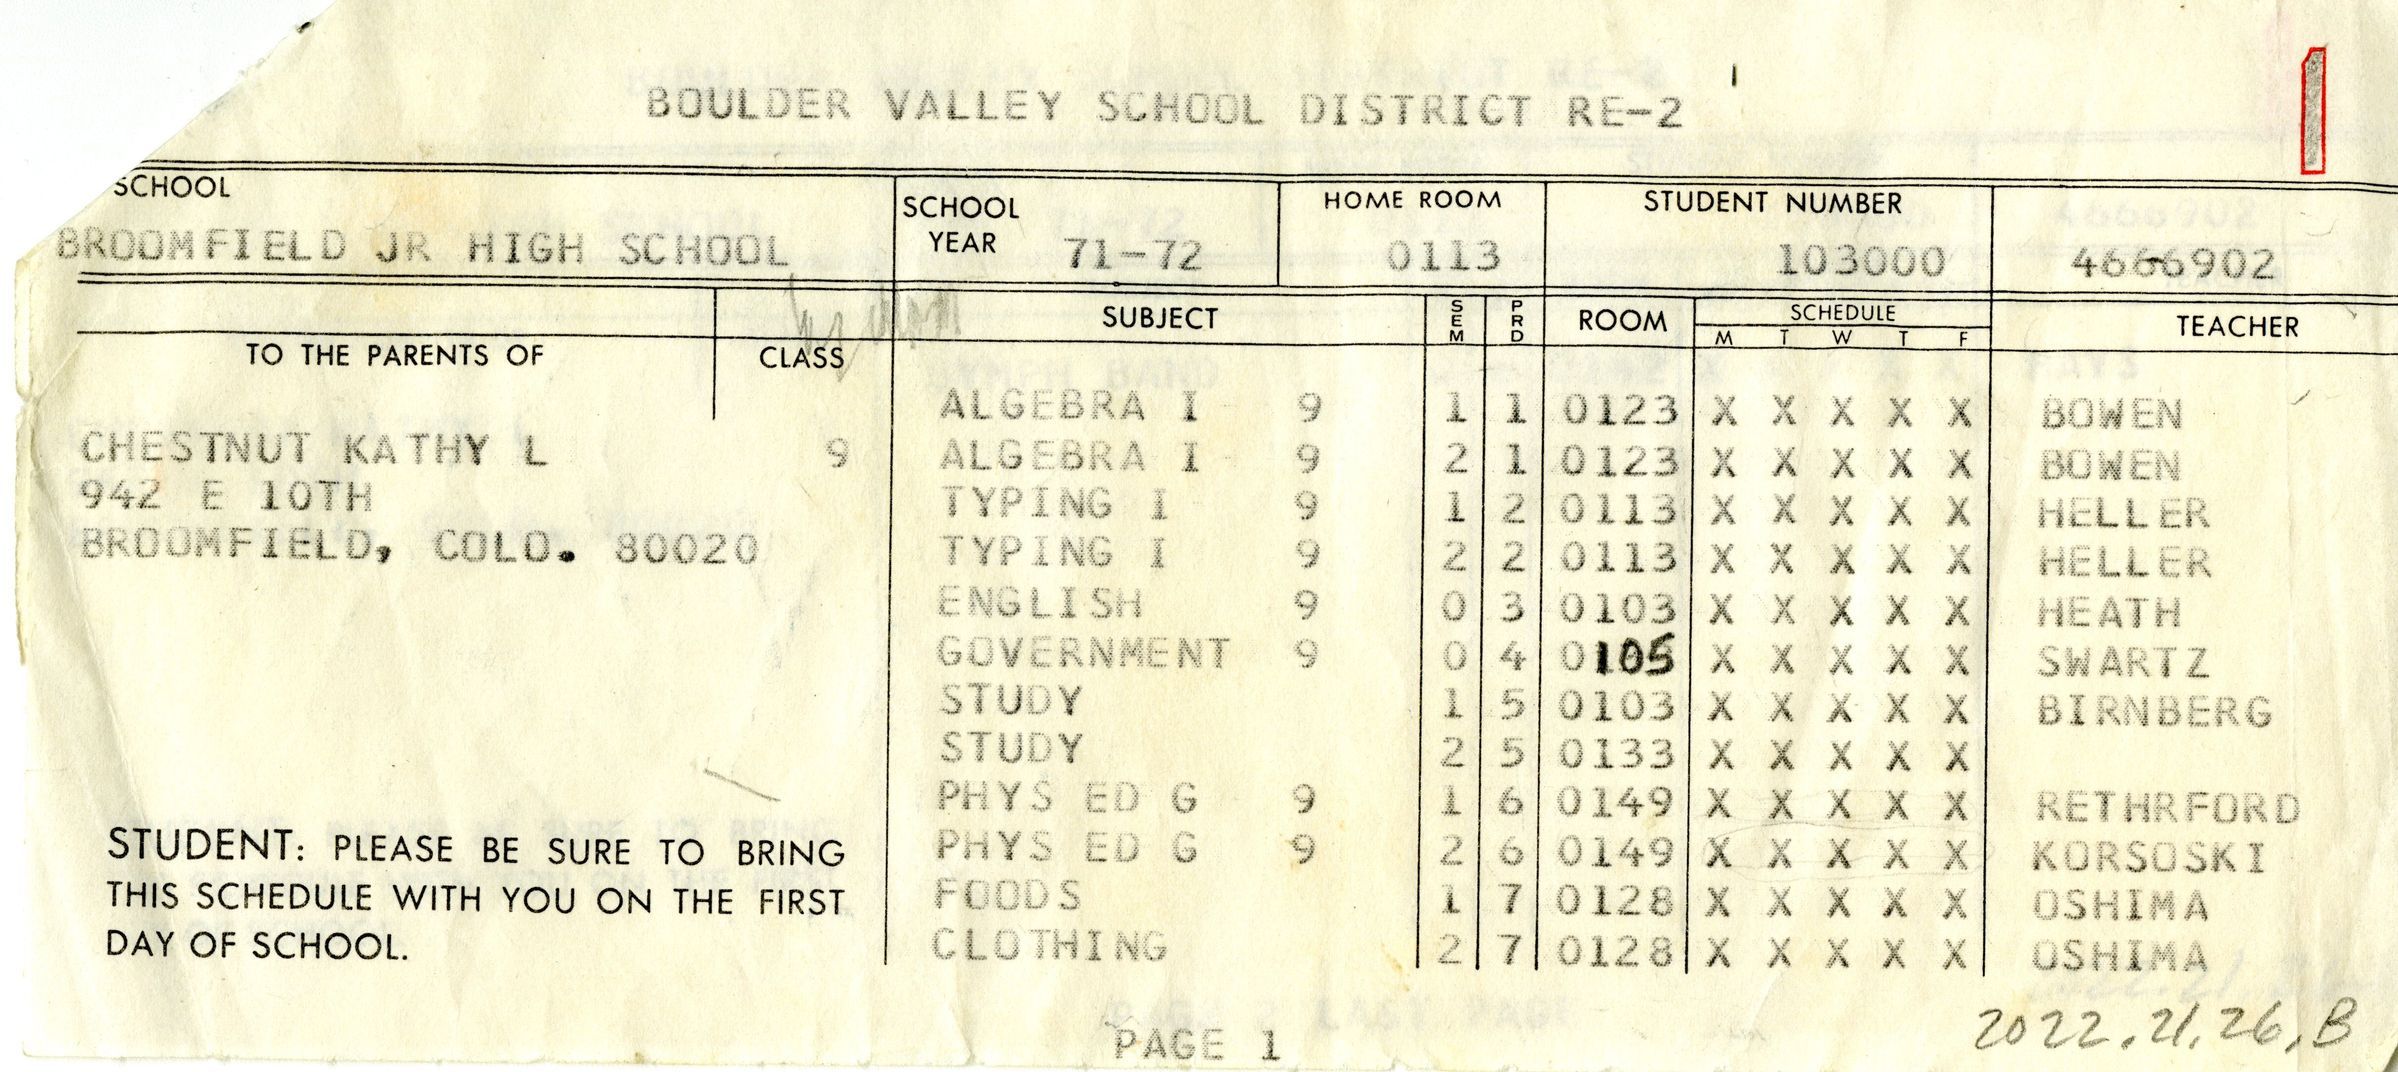 BOULDER VALLEY SCHOOL DISTRICT RE-2
SCHOOL SCHOOL YEAR HOME ROOM STUDENT NUMBER
BROOMFIELD JR HIGH SCHOOL 71-72 0113 103000 4666902
TO THE PARENTS OF CLASS SUBJECT SEM PRD ROOM SCHEDULE M T W T F TEACHER
CHESTNUT KATHY L 9
942 E 10TH
BROOMFIELD, COLO. 80020
ALGEBRA I 9 1 1 0123 X X X X X BOWEN
ALGEBRA I 9 2 1 0123 X X X X X BOWEN
TYPING I 9 1 2 0113 X X X X X HELLER
TYPING I 9 2 2 0113 X X X X X HELLER
ENGLISH 9 0 3 0103 X X X X X HEATH
GOVERNMENT 9 0 4 0105 X X X X X SWARTZ
STUDY 1 5 0103 X X X X X BIRNBERG
STUDY 2 5 0133 X X X X X
PHYS ED G 9 1 6 0149 X X X X X RETHRFORD
PHYS ED G 9 2 6 0149 X X X X X KORSOSKI
FOODS 1 7 0128 X X X X X OSHIMA
CLOTHING 2 7 0128 X X X X X OSHIMA
STUDENT: PLEASE BE SURE TO BRING
THIS SCHEDULE WITH YOU ON THE FIRST
DAY OF SCHOOL.
PAGE 1
2022.21.26.B